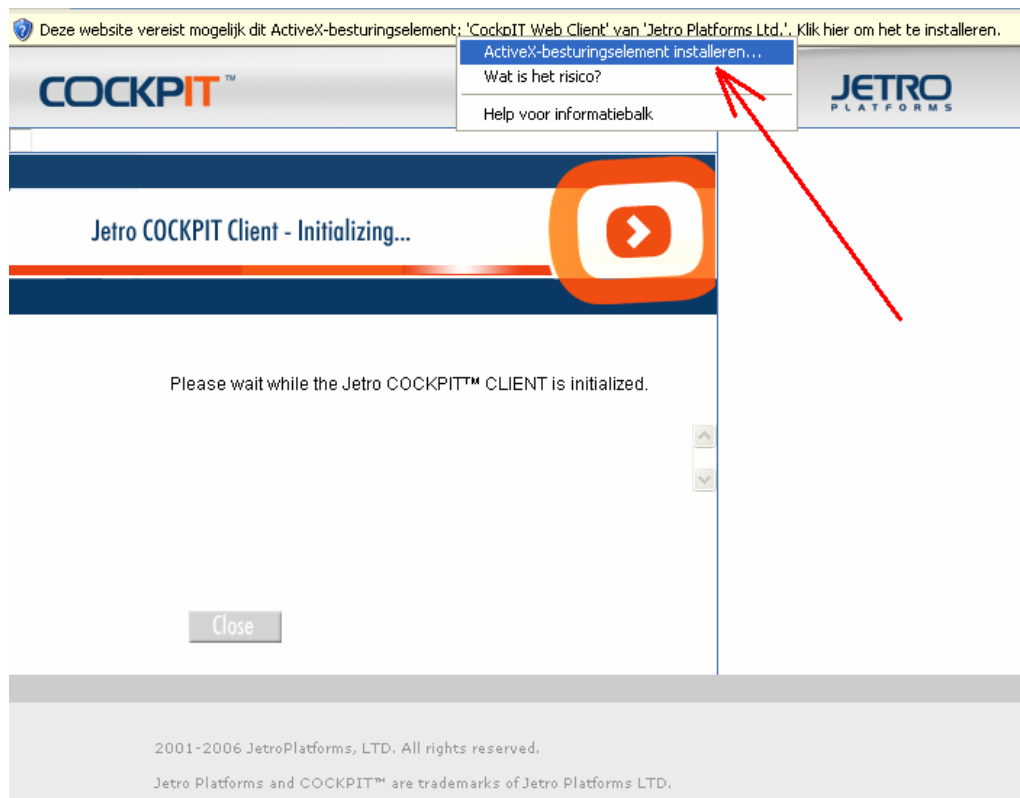 Deze website vereist mogelijk dit ActiveX-besturingselement: 'CockpIT Web Client' van 'Jetro Platforms Ltd.'. Klik hier om het te installeren.
ActiveX-besturingselement installeren...
Wat is het risico?
Help voor informatiebalk
COCKPIT ™
JETRO
PLATFORMS
Jetro COCKPIT Client - Initializing...
Please wait while the Jetro COCKPIT™ CLIENT is initialized.
Close
2001-2006 JetroPlatforms, LTD. All rights reserved.
Jetro Platforms and COCKPIT™ are trademarks of Jetro Platforms LTD.